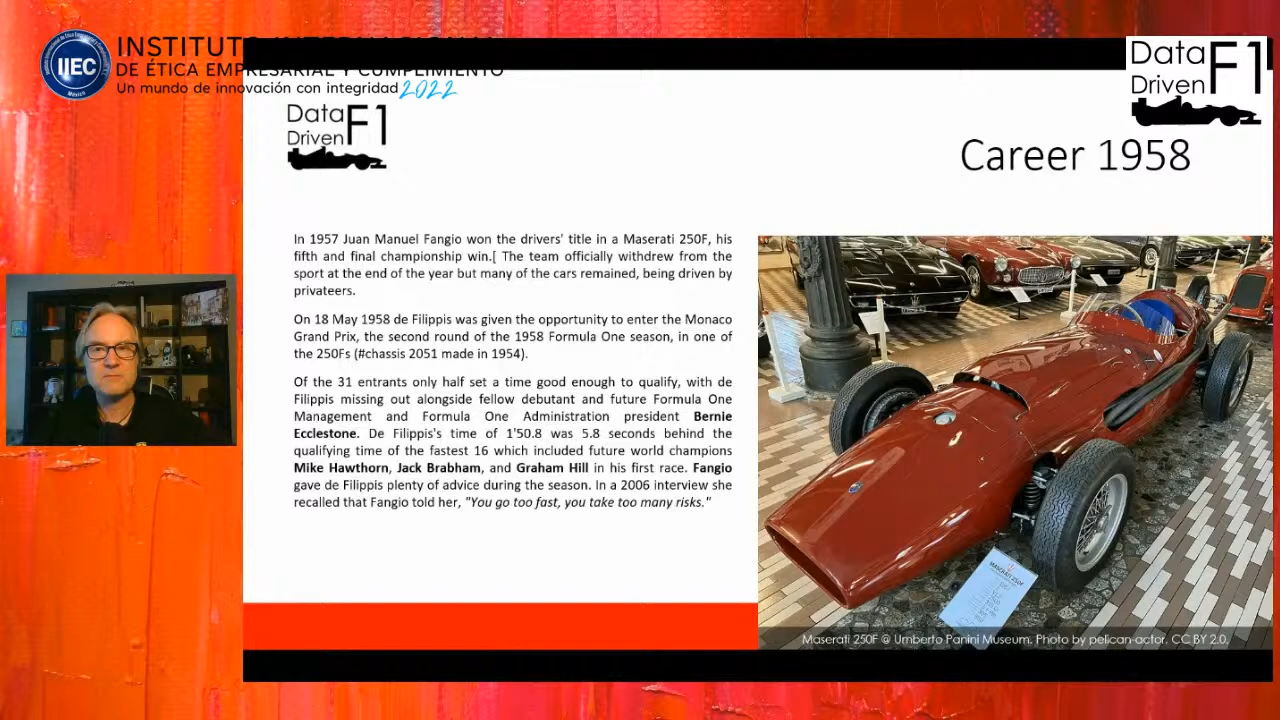 INSTITUTO
DE ÉTICA EMPRESARIAL Y CUMPLIMIENTO
Un mundo de innovación con integridad 2022
IIEC
México
Data
Driven F1
Data
Driven F1
Career 1958
In 1957 Juan Manuel Fangio won the drivers' title in a Maserati 250F, his
fifth and final championship win.[ The team officially withdrew from the
sport at the end of the year but many of the cars remained, being driven by
privateers.
On 18 May 1958 de Filippis was given the opportunity to enter the Monaco
Grand Prix, the second round of the 1958 Formula One season, in one of
the 250Fs (#chassis 2051 made in 1954).
Of the 31 entrants only half set a time good enough to qualify, with de
Filippis missing out alongside fellow debutant and future Formula One
Management and Formula One Administration president Bernie
Ecclestone. De Filippis's time of 1'50.8 was 5.8 seconds behind the
qualifying time of the fastest 16 which included future world champions
Mike Hawthorn, Jack Brabham, and Graham Hill in his first race. Fangio
gave de Filippis plenty of advice during the season. In a 2006 interview she
recalled that Fangio told her, "You go too fast, you take too many risks."
MASERATI 250F
Maserati 250F @ Umberto Panini Museum. Photo by pelican-actor. CC BY 2.0.